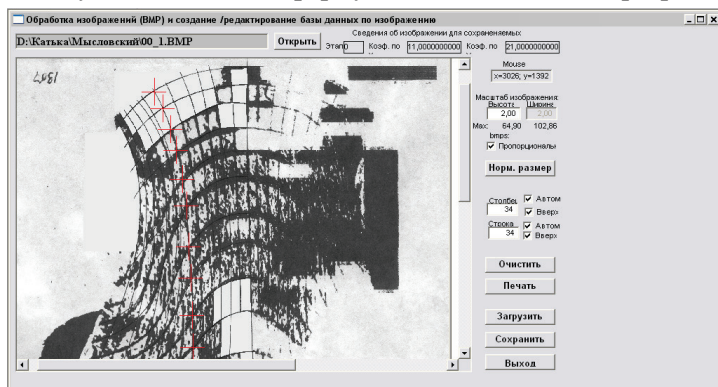 Обработка изображений (BMP) и создание /редактирование базы данных по изображению
Сведения об изображении для сохраненяемых
D:\Катька\Мысловский\00_1.BMP
Открыть
Этап 0 Коэф. по 11,0000000000 Коэф. по 21,0000000000
Mouse
x=3026; y=1392
Масштаб изображения:
Высота Ширина
2,00 2,00
Max: 64,90 102,86
bmps:
Пропорциональн
Норм. размер
Столбец Автом
34 Вверх
Строка Автом
34 Вверх
Очистить
Печать
Загрузить
Сохранить
Выход